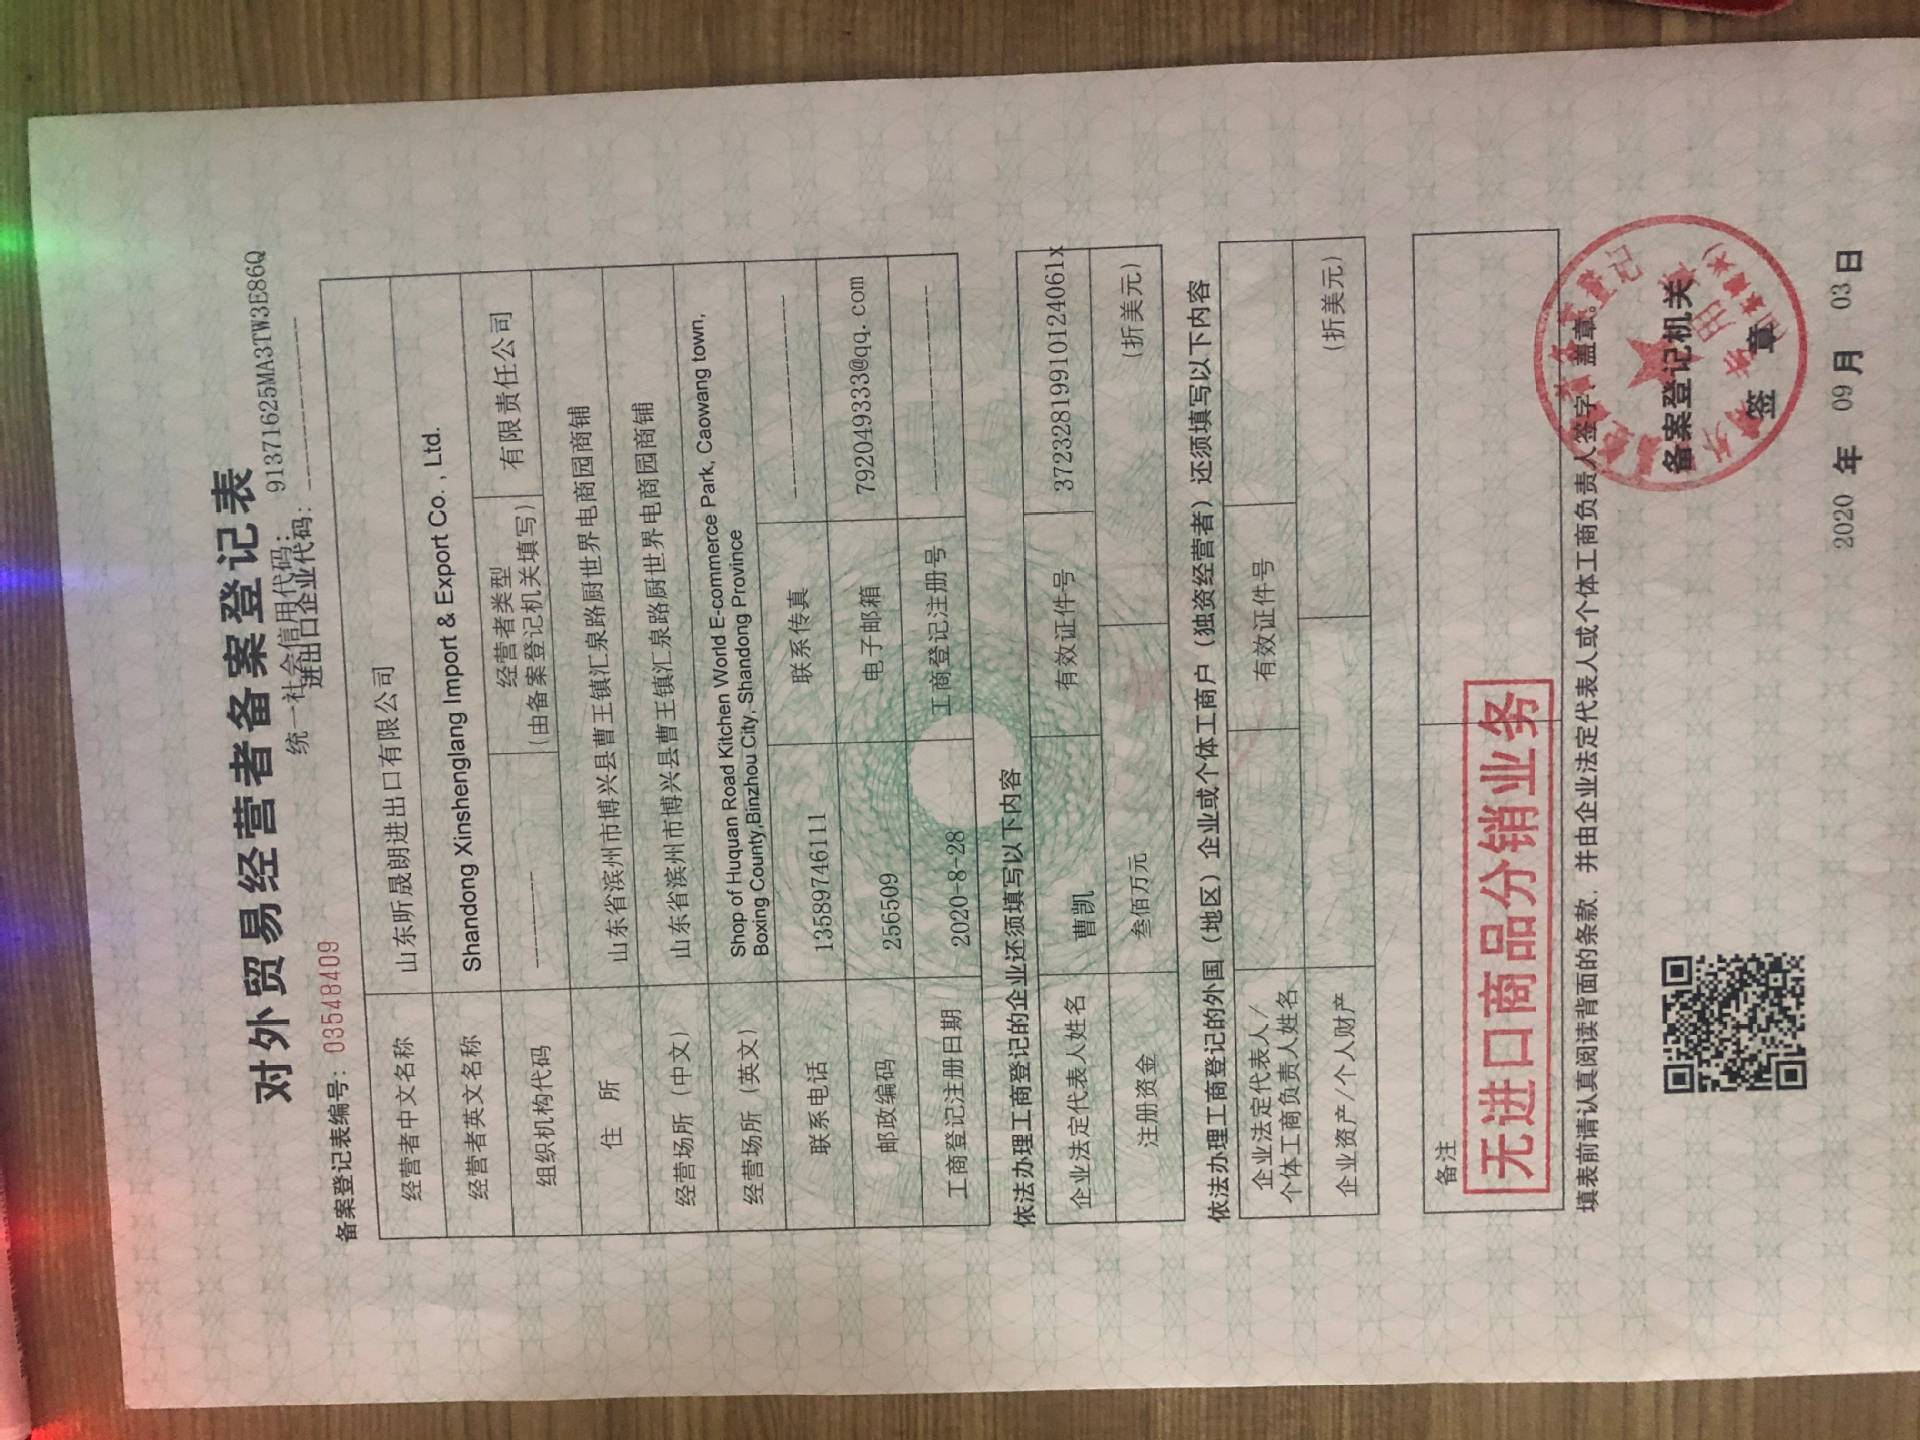 对外贸易经营者备案登记表
统一社会信用代码: 91371625MA3TW3E86Q
备案登记表编号: 03548409 进出口企业代码: ----------
经营者中文名称 山东昕晟朗进出口有限公司
经营者英文名称 Shandong Xinshenglang Import & Export Co. , Ltd.
组织机构代码 -------- 经营者类型 (由备案登记机关填写) 有限责任公司
住 所 山东省滨州市博兴县曹王镇汇泉路厨世界电商园商铺
经营场所（中文） 山东省滨州市博兴县曹王镇汇泉路厨世界电商园商铺
经营场所（英文） Shop of Huquan Road Kitchen World E-commerce Park, Caowang town,
Boxing County,Binzhou City, Shandong Province
联系电话 13589746111 联系传真 ----------
邮政编码 256509 电子邮箱 792049333@qq.com
工商登记注册日期 2020-8-28 工商登记注册号 ----------
依法办理工商登记的企业还须填写以下内容
企业法定代表人姓名 曹凯 有效证件号 37232819910124061x
注册资金 叁佰万元 (折美元)
依法办理工商登记的外国（地区）企业或个体工商户（独资经营者）还须填写以下内容
企业法定代表人/
个体工商负责人姓名 有效证件号
企业资产/个人财产 (折美元)
备注
无进口商品分销业务
填表前请认真阅读背面的条款，并由企业法定代表人或个体工商负责人签字、盖章。
备案登记机关
签 章
2020 年 09 月 03 日